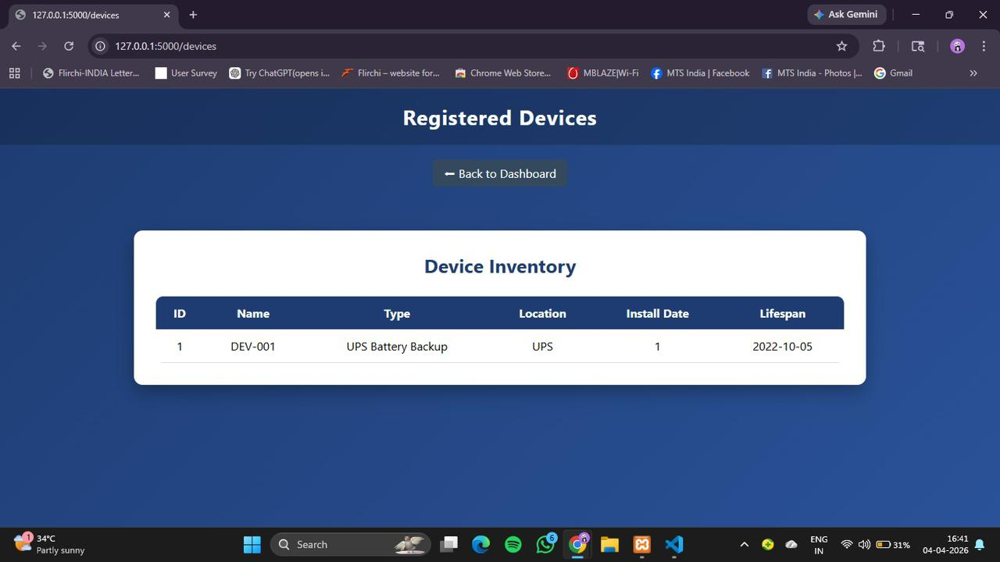 127.0.0.1:5000/devices
Ask Gemini
127.0.0.1:5000/devices
Flirchi-INDIA Letter...
User Survey
Try ChatGPT(opens i...
Flirchi – website for...
Chrome Web Store...
MBLAZE|Wi-Fi
MTS India | Facebook
MTS India - Photos |...
Gmail
Registered Devices
⬅ Back to Dashboard
Device Inventory
ID Name Type Location Install Date Lifespan
1 DEV-001 UPS Battery Backup UPS 1 2022-10-05
1
34°C
Partly sunny
Search
6
ENG
IN
31%
16:41
04-04-2026